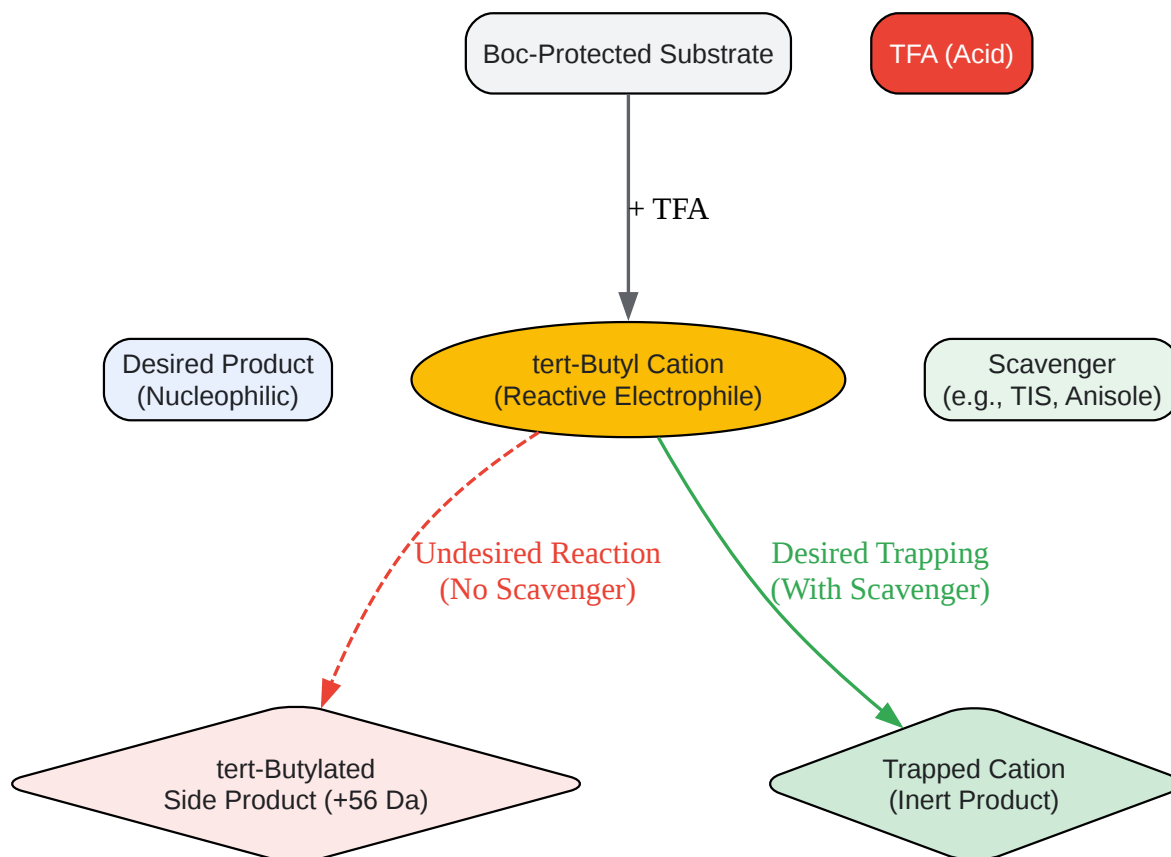 Boc-Protected Substrate
TFA (Acid)
+ TFA
Desired Product
(Nucleophilic)
tert-Butyl Cation
(Reactive Electrophile)
Scavenger
(e.g., TIS, Anisole)
Undesired Reaction
(No Scavenger)
Desired Trapping
(With Scavenger)
tert-Butylated
Side Product (+56 Da)
Trapped Cation
(Inert Product)